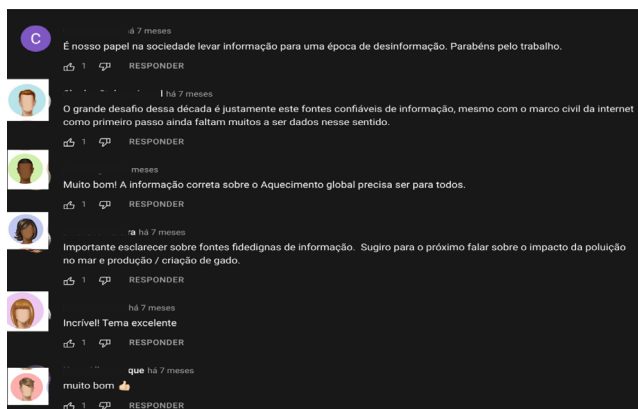 C
há 7 meses
É nosso papel na sociedade levar informação para uma época de desinformação. Parabéns pelo trabalho.
1 RESPONDER
há 7 meses
O grande desafio dessa década é justamente este fontes confiáveis de informação, mesmo com o marco civil da internet
como primeiro passo ainda faltam muitos a ser dados nesse sentido.
1 RESPONDER
meses
Muito bom! A informação correta sobre o Aquecimento global precisa ser para todos.
1 RESPONDER
ra há 7 meses
Importante esclarecer sobre fontes fidedignas de informação. Sugiro para o próximo falar sobre o impacto da poluição
no mar e produção / criação de gado.
1 RESPONDER
há 7 meses
Incrível! Tema excelente
1 RESPONDER
que há 7 meses
muito bom 👍🏻
1 RESPONDER